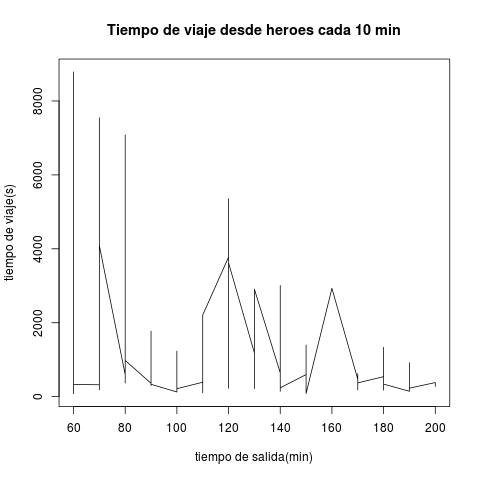 Tiempo de viaje desde heroes cada 10 min
tiempo de viaje(s)
8000
6000
4000
2000
0
60 80 100 120 140 160 180 200
tiempo de salida(min)